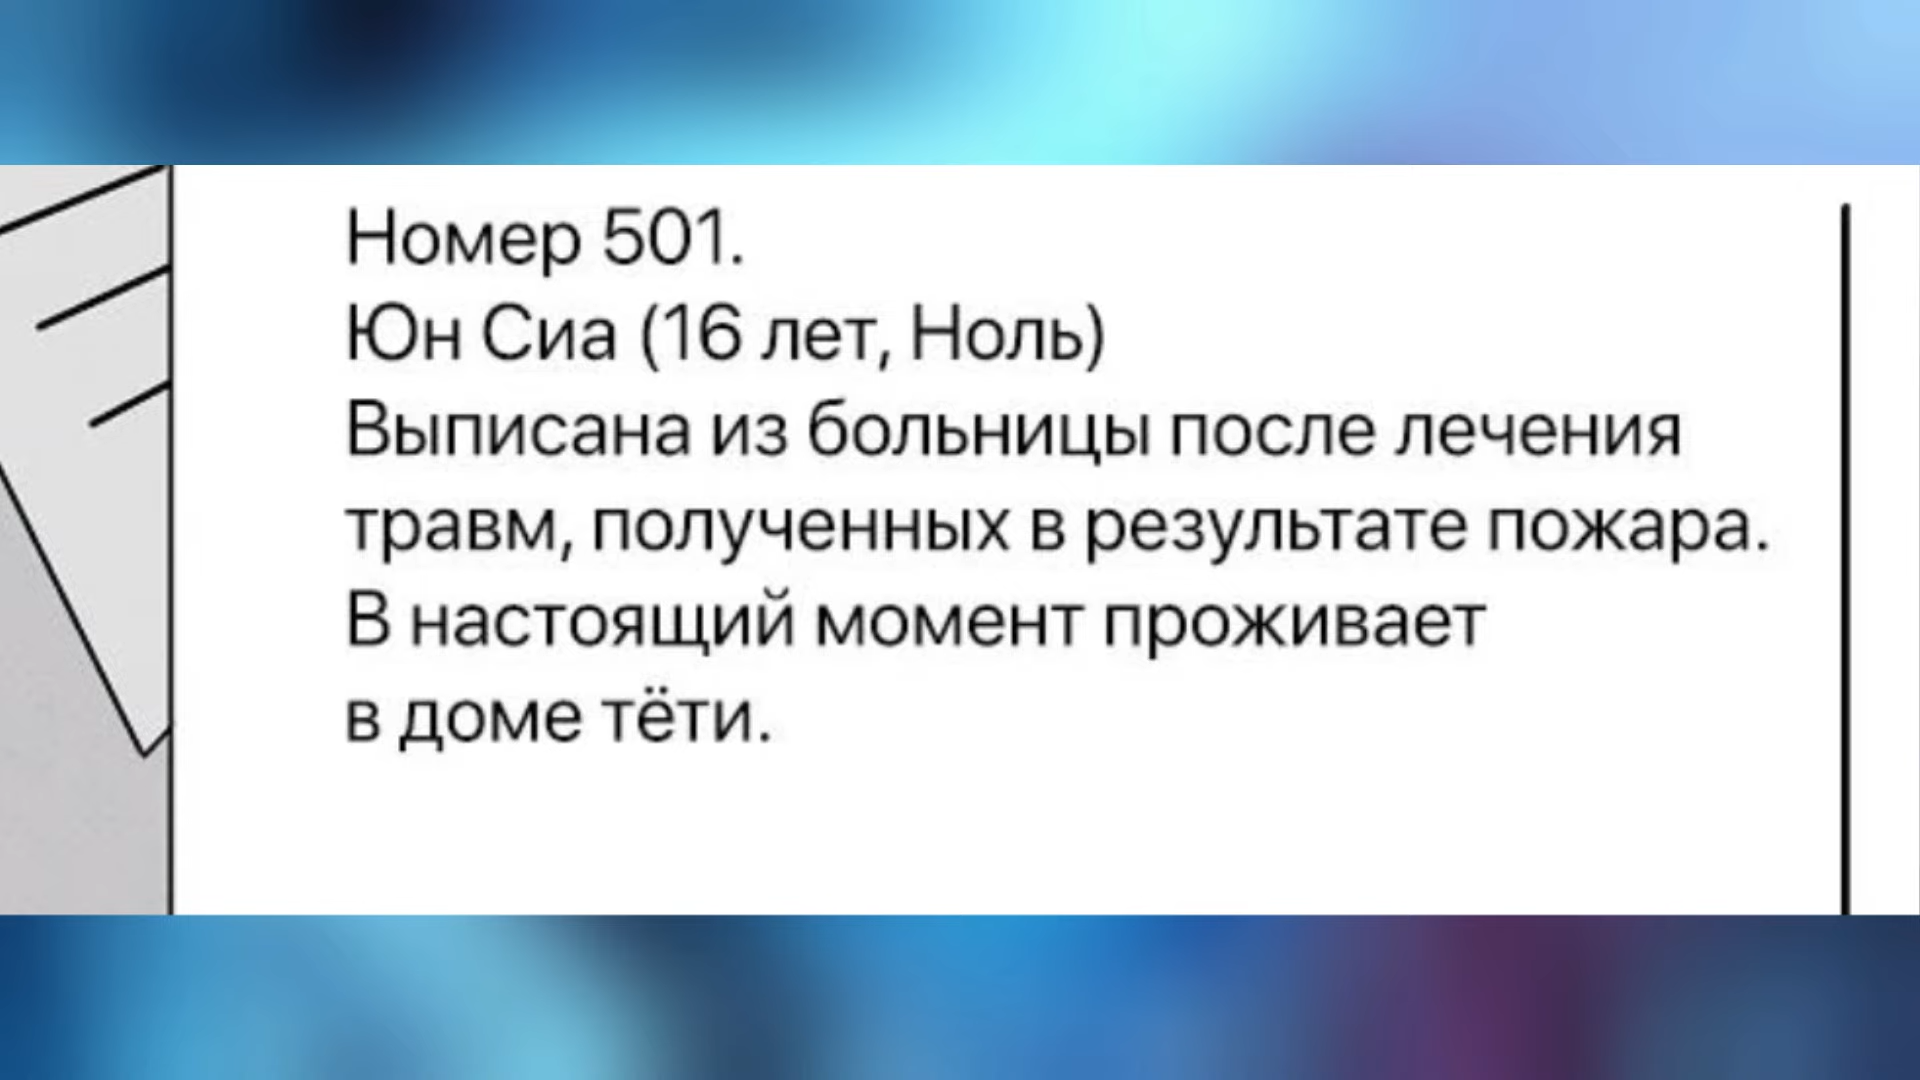 Номер 501.
Юн Сиа (16 лет, Ноль)
Выписана из больницы после лечения
травм, полученных в результате пожара.
В настоящий момент проживает
в доме тёти.